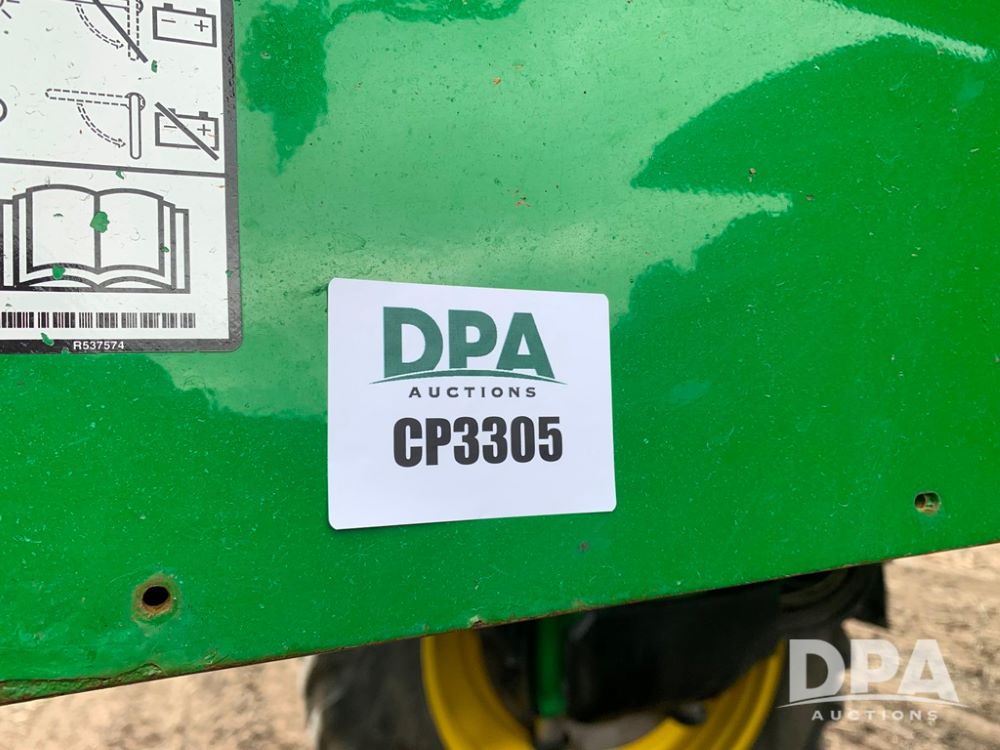 R537574
DPA
AUCTIONS
CP3305
DPA
AUCTIONS